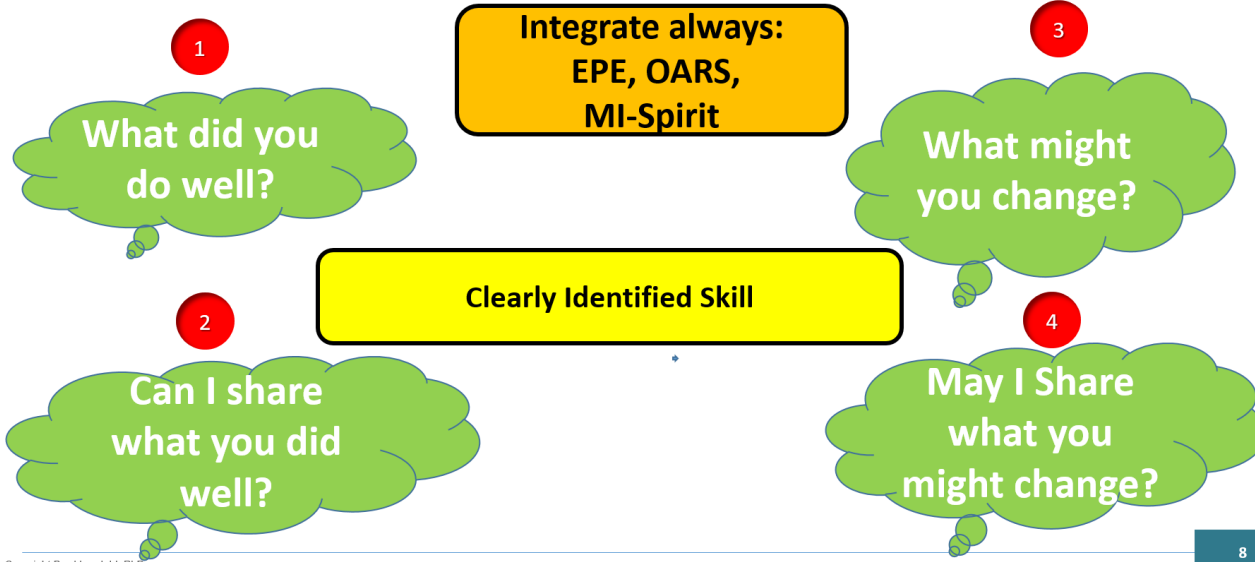 1
What did you
do well?
Integrate always:
EPE, OARS,
MI-Spirit
3
What might
you change?
Clearly Identified Skill
2
Can I share
what you did
well?
4
May I Share
what you
might change?
8